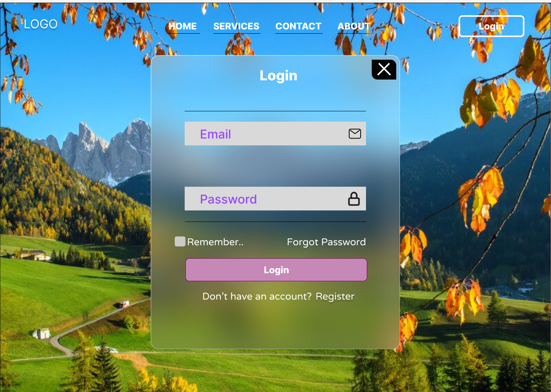 LOGO HOME SERVICES CONTACT ABOUT Login
Login
Email
Password
Remember.. Forgot Password
Login
Don't have an account? Register